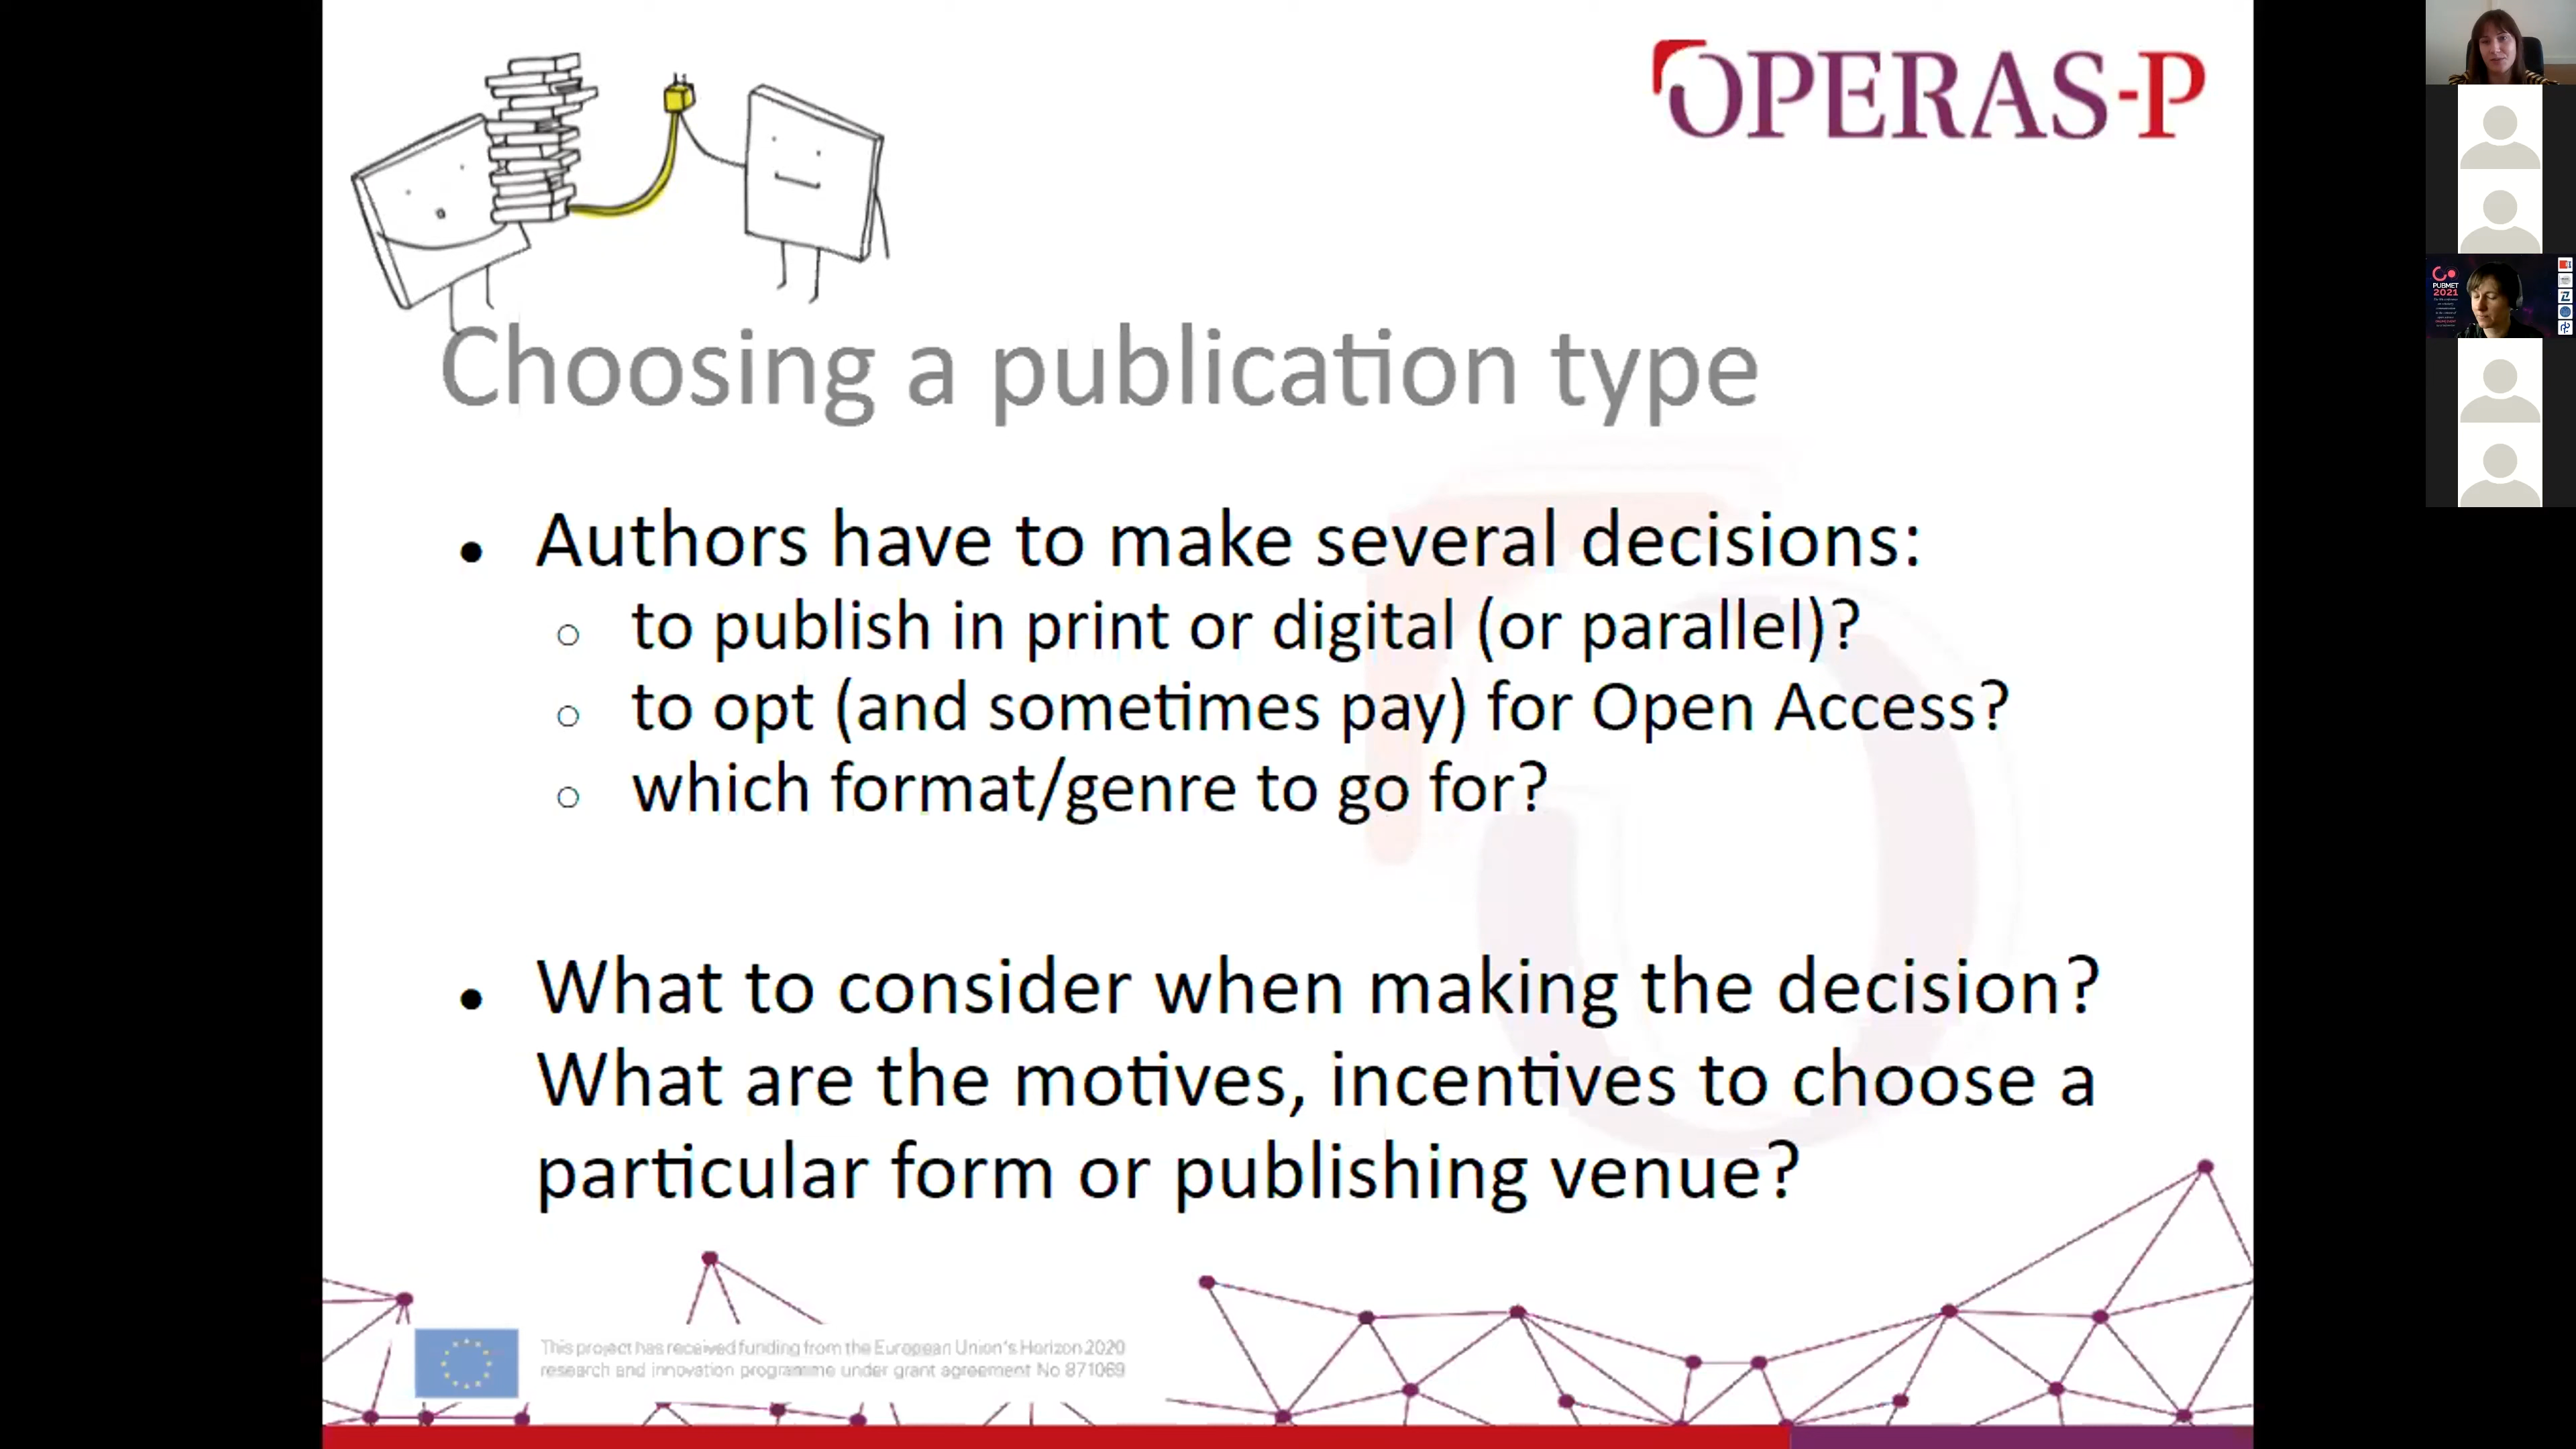 OPERAS-P
Choosing a publication type
• Authors have to make several decisions:
○ to publish in print or digital (or parallel)?
○ to opt (and sometimes pay) for Open Access?
○ which format/genre to go for?
• What to consider when making the decision?
What are the motives, incentives to choose a
particular form or publishing venue?
This project has received funding from the European Union's Horizon 2020
research and innovation programme under grant agreement No 871069
PUBMET
2021